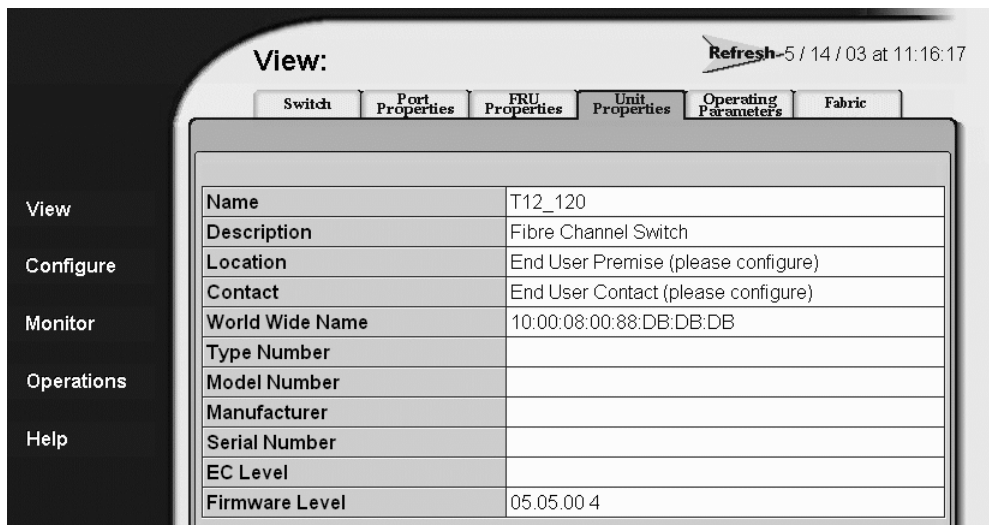 View:
Refresh 5 / 14 / 03 at 11:16:17
Switch
Port Properties
FRU Properties
Unit Properties
Operating Parameters
Fabric
View
Configure
Monitor
Operations
Help
Name T12_120
Description Fibre Channel Switch
Location End User Premise (please configure)
Contact End User Contact (please configure)
World Wide Name 10:00:08:00:88:DB:DB:DB
Type Number
Model Number
Manufacturer
Serial Number
EC Level
Firmware Level 05.05.00 4